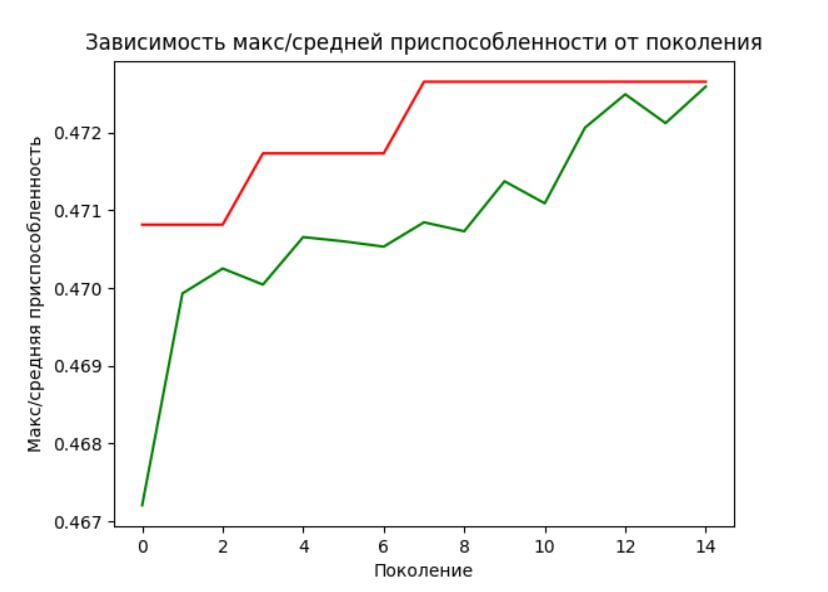 Зависимость макс/средней приспособленности от поколения
Макс/средняя приспособленность
0.472
0.471
0.470
0.469
0.468
0.467
0 2 4 6 8 10 12 14
Поколение